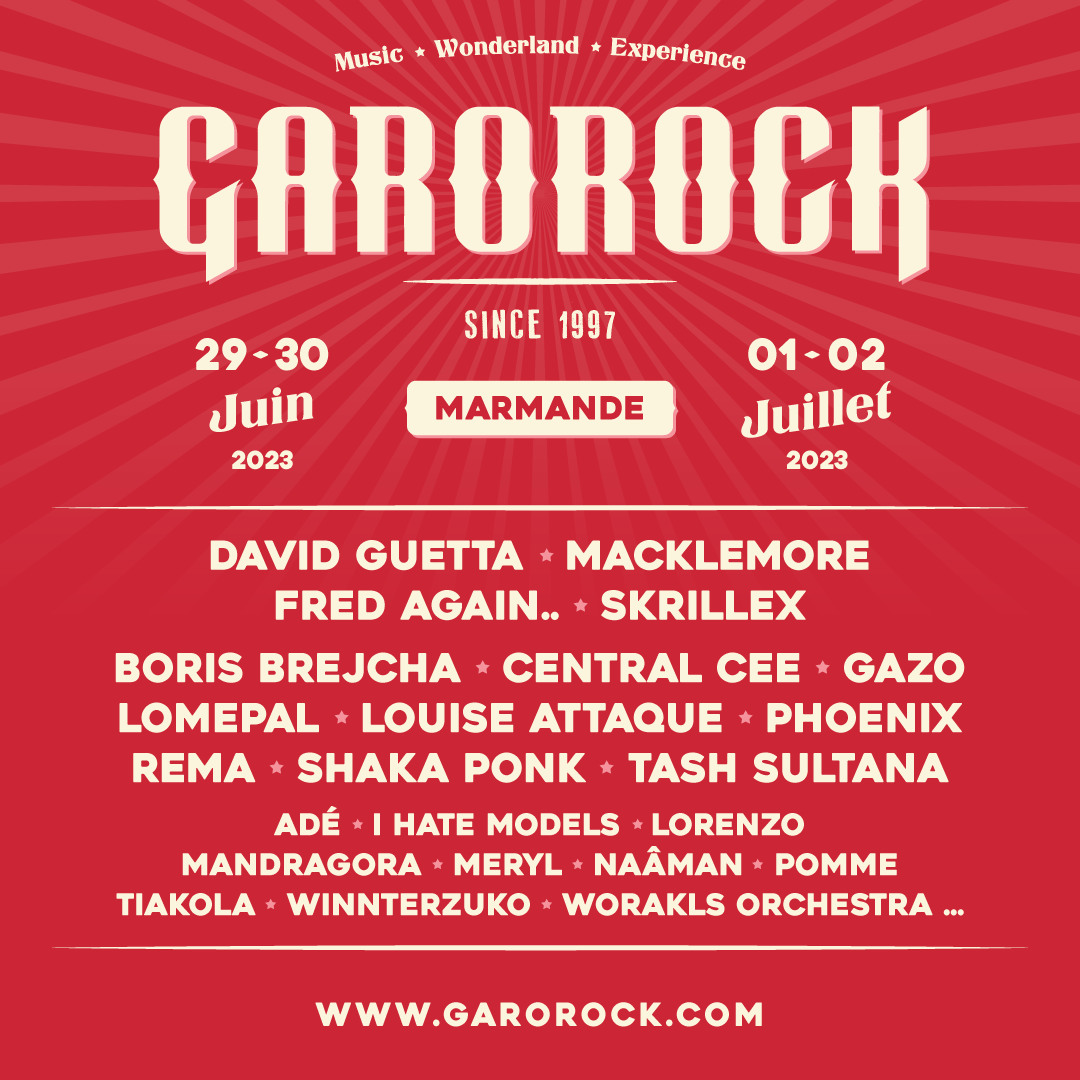 Music ★ Wonderland ★ Experience
GAROROCK
SINCE 1997
29-30
Juin
2023
MARMANDE
01-02
Juillet
2023
DAVID GUETTA ★ MACKLEMORE
FRED AGAIN.. ★ SKRILLEX
BORIS BREJCHA ★ CENTRAL CEE ★ GAZO
LOMEPAL ★ LOUISE ATTAQUE ★ PHOENIX
REMA ★ SHAKA PONK ★ TASH SULTANA
ADÉ ★ I HATE MODELS ★ LORENZO
MANDRAGORA ★ MERYL ★ NAÂMAN ★ POMME
TIAKOLA ★ WINNTERZUKO ★ WORAKLS ORCHESTRA ...
WWW.GAROROCK.COM